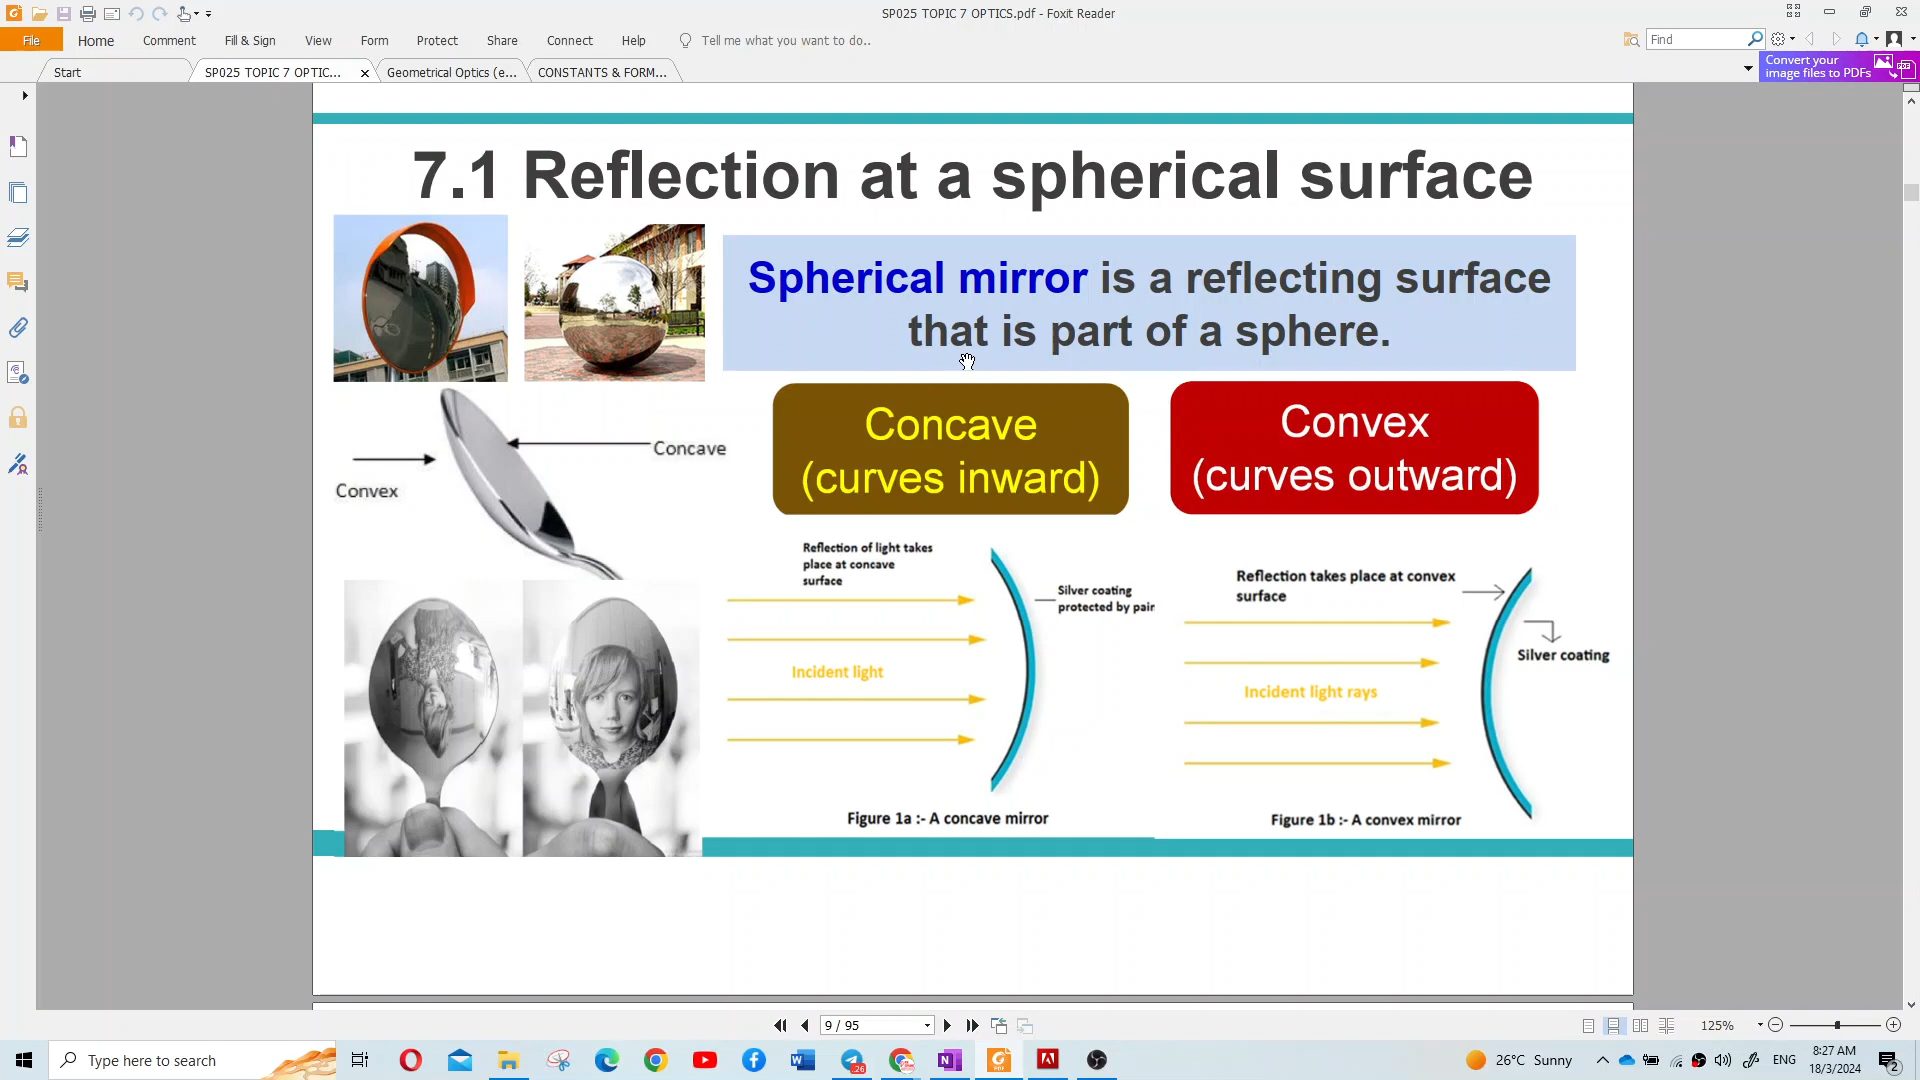 SP025 TOPIC 7 OPTICS.pdf - Foxit Reader
File Home Comment Fill & Sign View Form Protect Share Connect Help Tell me what you want to do.. Find
Start SP025 TOPIC 7 OPTIC... Geometrical Optics (e... CONSTANTS & FORM...
Convert your
image files to PDFs
7.1 Reflection at a spherical surface
Spherical mirror is a reflecting surface
that is part of a sphere.
Concave
Convex
Concave
(curves inward)
Convex
(curves outward)
Reflection of light takes
place at concave
surface
Silver coating
protected by pair
Incident light
Figure 1a :- A concave mirror
Reflection takes place at convex
surface
Silver coating
Incident light rays
Figure 1b :- A convex mirror
9 / 95
125%
Type here to search
26
26°C Sunny
ENG
8:27 AM
18/3/2024
2